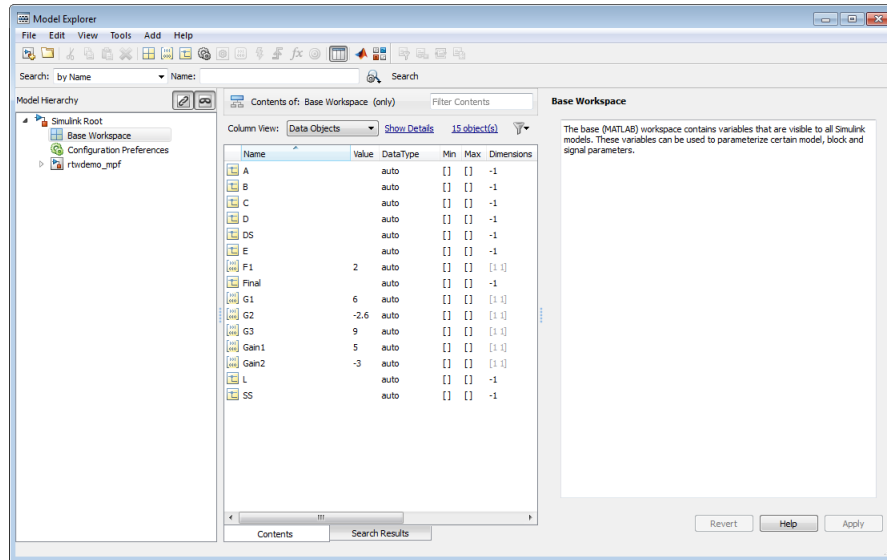 Model Explorer
File Edit View Tools Add Help
Search: by Name Name: Search
Model Hierarchy
Simulink Root
Base Workspace
Configuration Preferences
rtwdemo_mpf
Contents of: Base Workspace (only) Filter Contents
Column View: Data Objects Show Details 15 object(s)
Name Value DataType Min Max Dimensions
A auto [ ] [ ] -1
B auto [ ] [ ] -1
C auto [ ] [ ] -1
D auto [ ] [ ] -1
DS auto [ ] [ ] -1
E auto [ ] [ ] -1
F1 2 auto [ ] [ ] [1 1]
Final auto [ ] [ ] -1
G1 6 auto [ ] [ ] [1 1]
G2 -2.6 auto [ ] [ ] [1 1]
G3 9 auto [ ] [ ] [1 1]
Gain1 5 auto [ ] [ ] [1 1]
Gain2 -3 auto [ ] [ ] [1 1]
L auto [ ] [ ] -1
SS auto [ ] [ ] -1
Contents Search Results
Base Workspace
The base (MATLAB) workspace contains variables that are visible to all Simulink
models. These variables can be used to parameterize certain model, block and
signal parameters.
Revert Help Apply